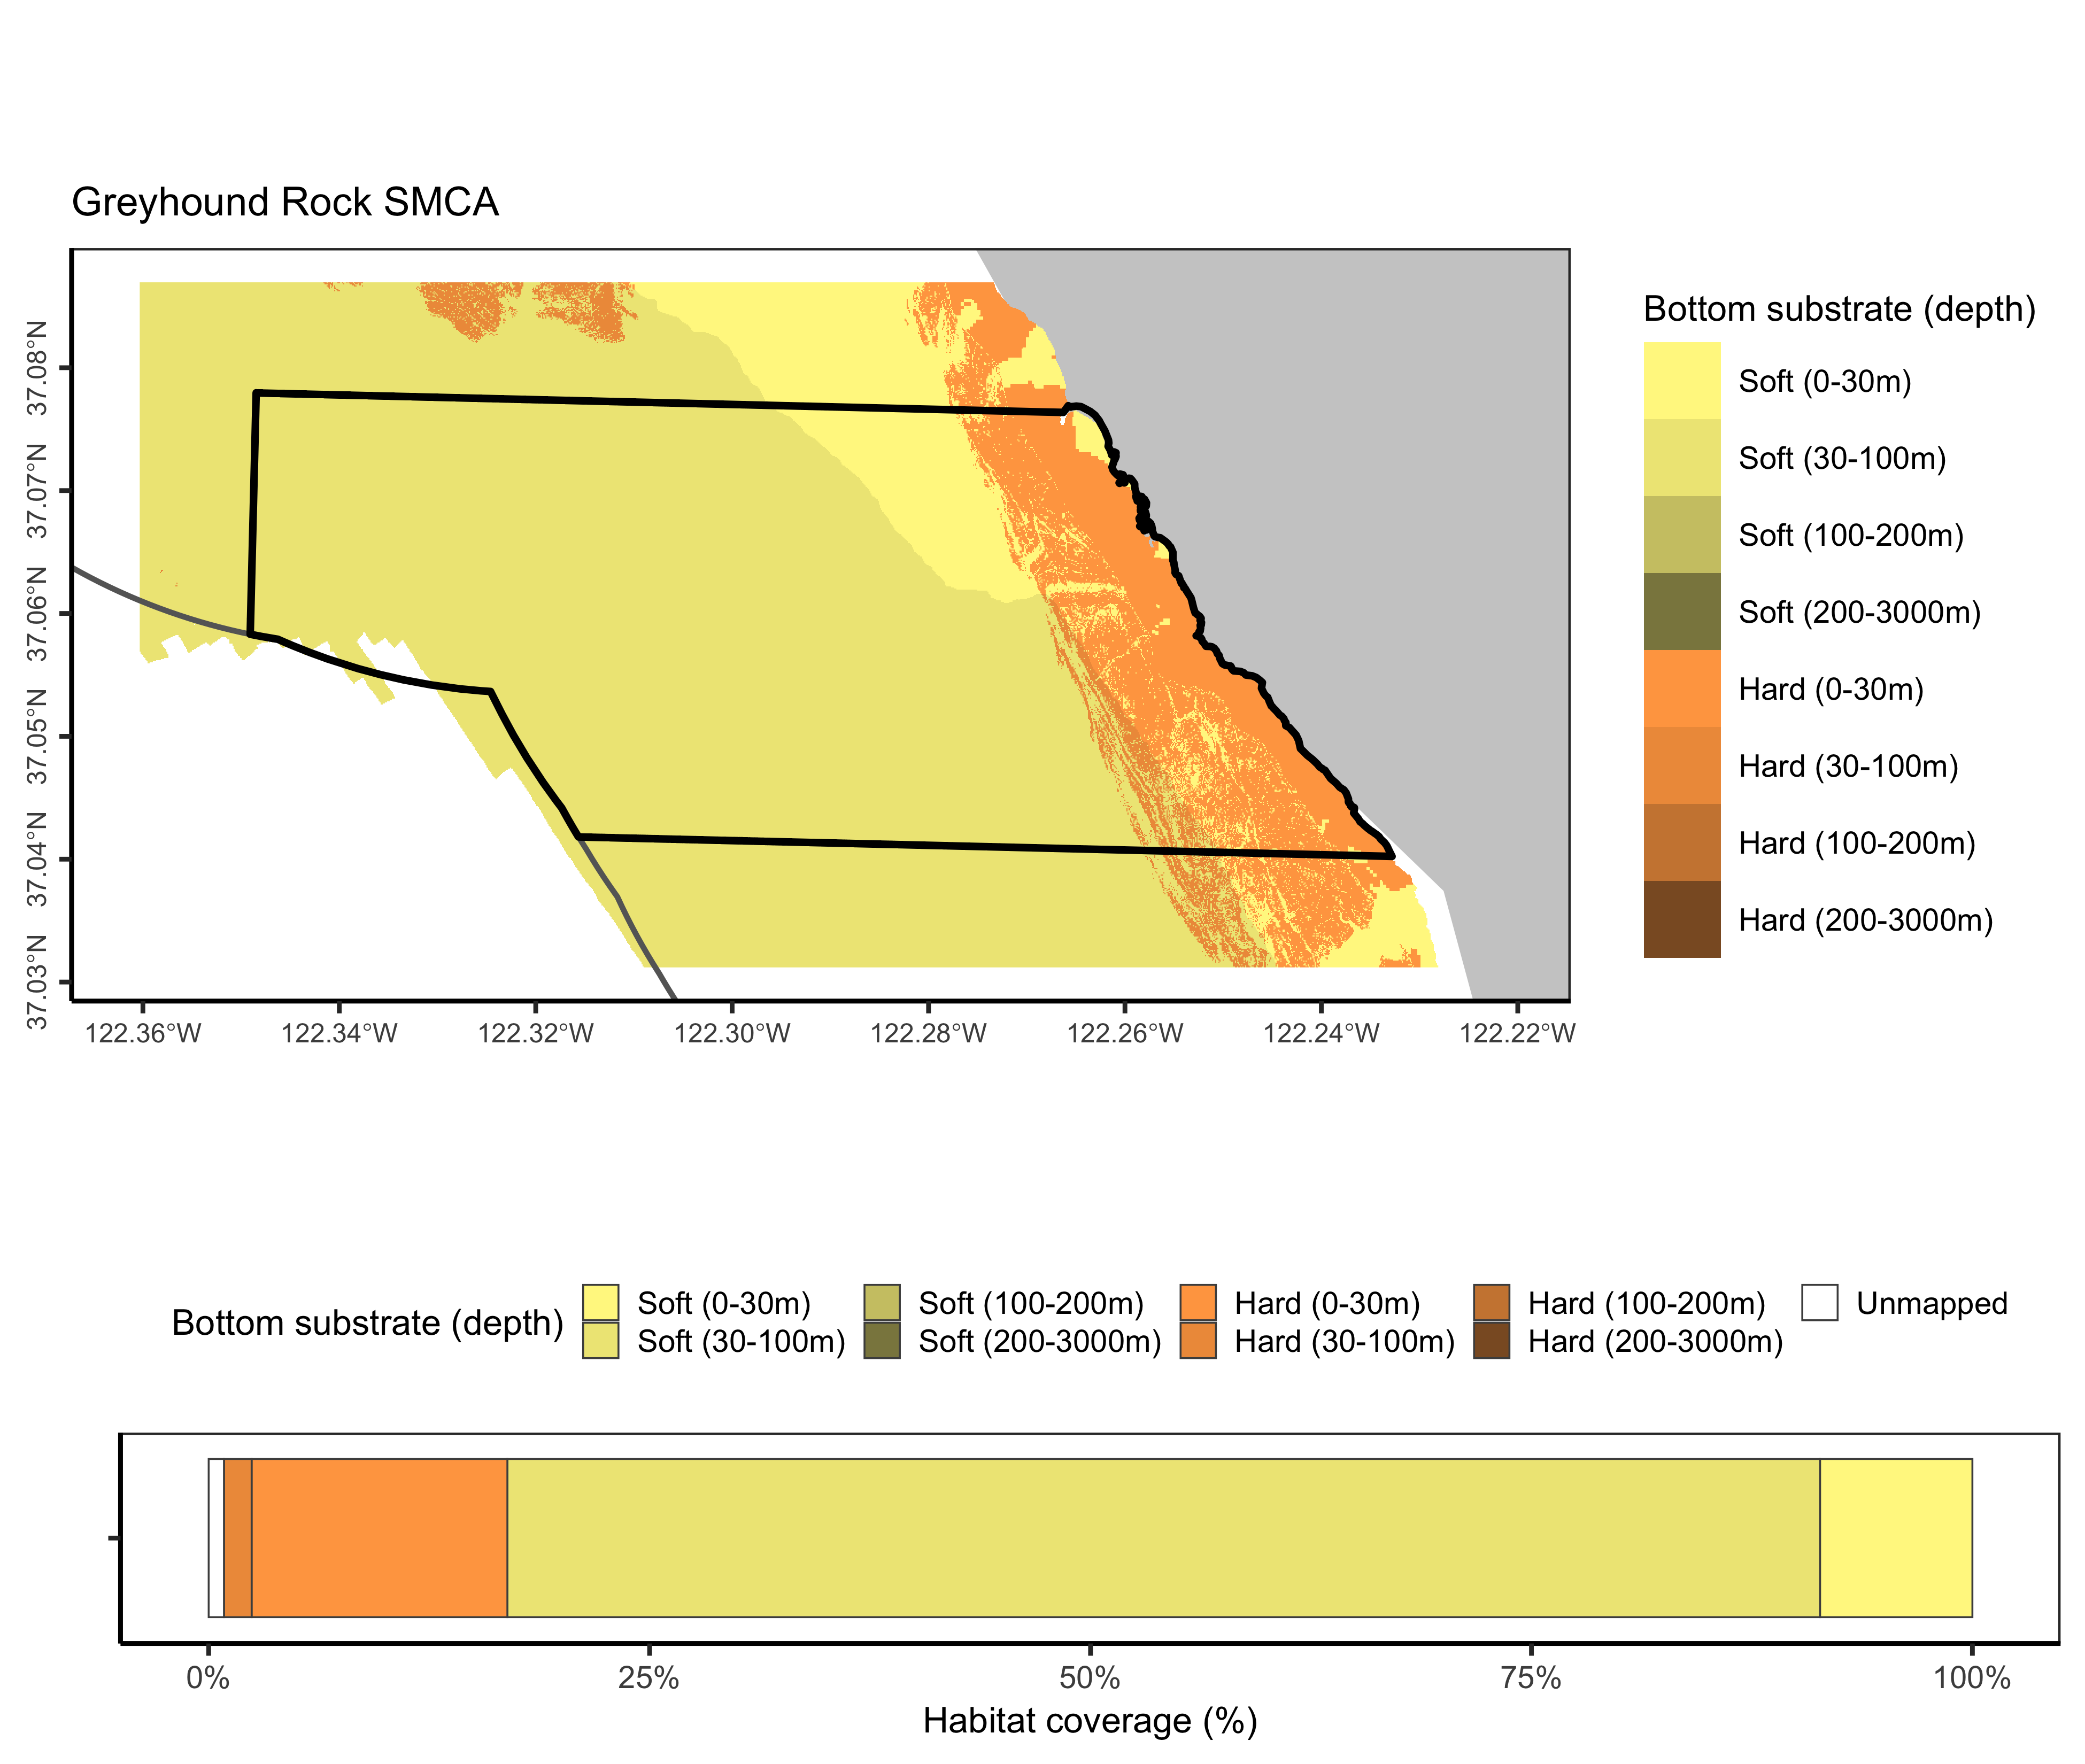 Greyhound Rock SMCA
37.08°N
37.07°N
37.06°N
37.05°N
37.04°N
37.03°N
122.36°W 122.34°W 122.32°W 122.30°W 122.28°W 122.26°W 122.24°W 122.22°W
Bottom substrate (depth)
Soft (0-30m)
Soft (30-100m)
Soft (100-200m)
Soft (200-3000m)
Hard (0-30m)
Hard (30-100m)
Hard (100-200m)
Hard (200-3000m)
Bottom substrate (depth)
Soft (0-30m) Soft (100-200m) Hard (0-30m) Hard (100-200m) Unmapped
Soft (30-100m) Soft (200-3000m) Hard (30-100m) Hard (200-3000m)
0% 25% 50% 75% 100%
Habitat coverage (%)